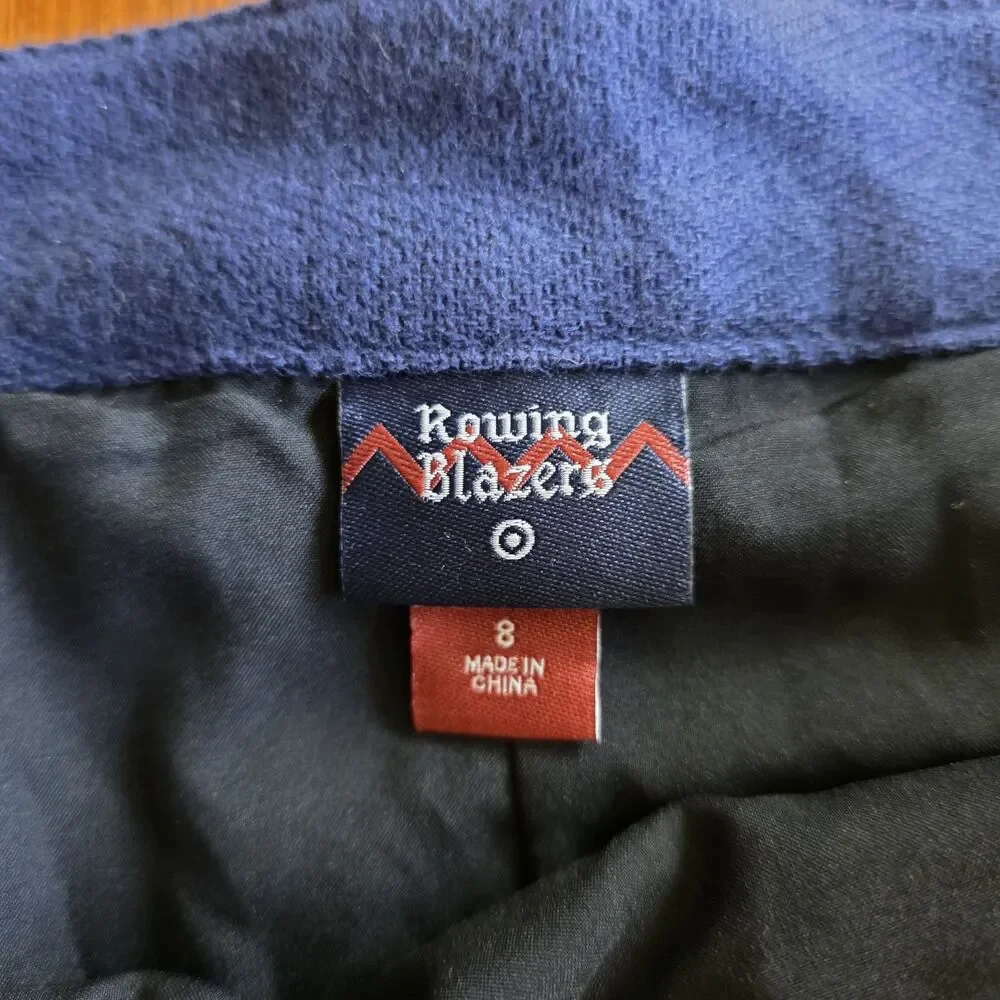 Rowing
Blazers
8
MADE IN
CHINA